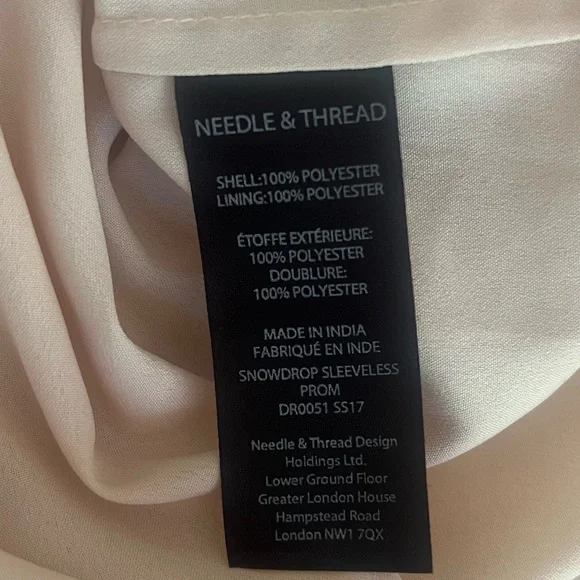 NEEDLE & THREAD
SHELL:100% POLYESTER
LINING:100% POLYESTER
ÉTOFFE EXTÉRIEURE:
100% POLYESTER
DOUBLURE:
100% POLYESTER
MADE IN INDIA
FABRIQUÉ EN INDE
SNOWDROP SLEEVELESS
PROM
DR0051 SS17
Needle & Thread Design
Holdings Ltd.
Lower Ground Floor
Greater London House
Hampstead Road
London NW1 7QX